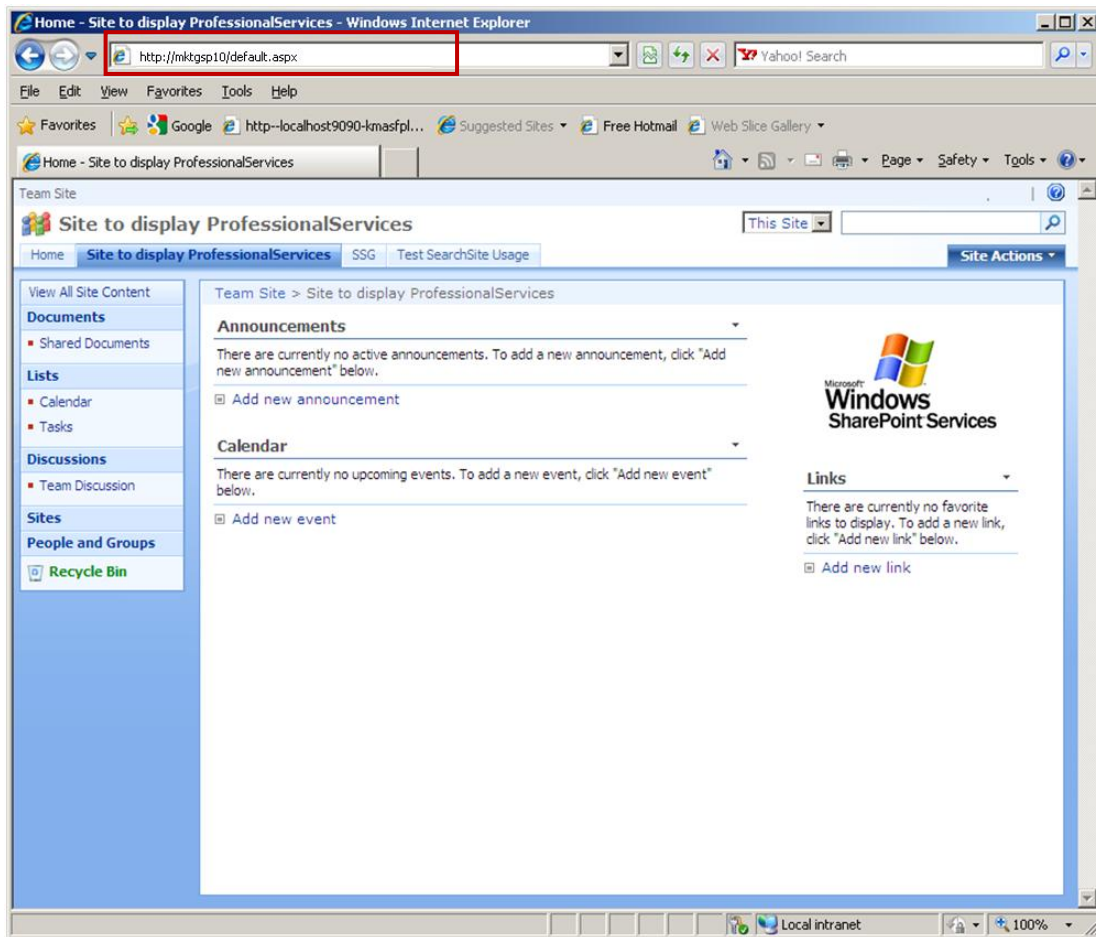 Home - Site to display ProfessionalServices - Windows Internet Explorer
http://mktgsp10/default.aspx
Yahoo! Search
File Edit View Favorites Tools Help
Favorites Google http--localhost9090-kmasfpl... Suggested Sites Free Hotmail Web Slice Gallery
Home - Site to display ProfessionalServices
Page Safety Tools
Team Site
Site to display ProfessionalServices
This Site
Home Site to display ProfessionalServices SSG Test SearchSite Usage
Site Actions
View All Site Content
Documents
Shared Documents
Lists
Calendar
Tasks
Discussions
Team Discussion
Sites
People and Groups
Recycle Bin
Team Site > Site to display ProfessionalServices
Announcements
There are currently no active announcements. To add a new announcement, click "Add
new announcement" below.
Add new announcement
Calendar
There are currently no upcoming events. To add a new event, click "Add new event"
below.
Add new event
Microsoft
Windows
SharePoint Services
Links
There are currently no favorite
links to display. To add a new link,
click "Add new link" below.
Add new link
Local intranet
100%